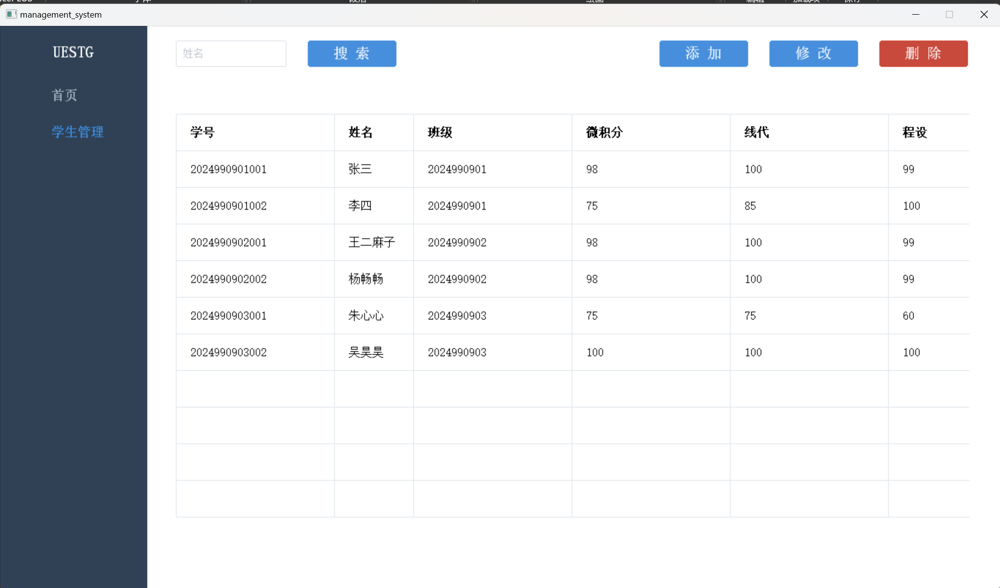 management_system
UESTG
首页
学生管理
姓名 搜 索 添 加 修 改 删 除
学号 姓名 班级 微积分 线代 程设
2024990901001 张三 2024990901 98 100 99
2024990901002 李四 2024990901 75 85 100
2024990902001 王二麻子 2024990902 98 100 99
2024990902002 杨畅畅 2024990902 98 100 99
2024990903001 朱心心 2024990903 75 75 60
2024990903002 吴昊昊 2024990903 100 100 100